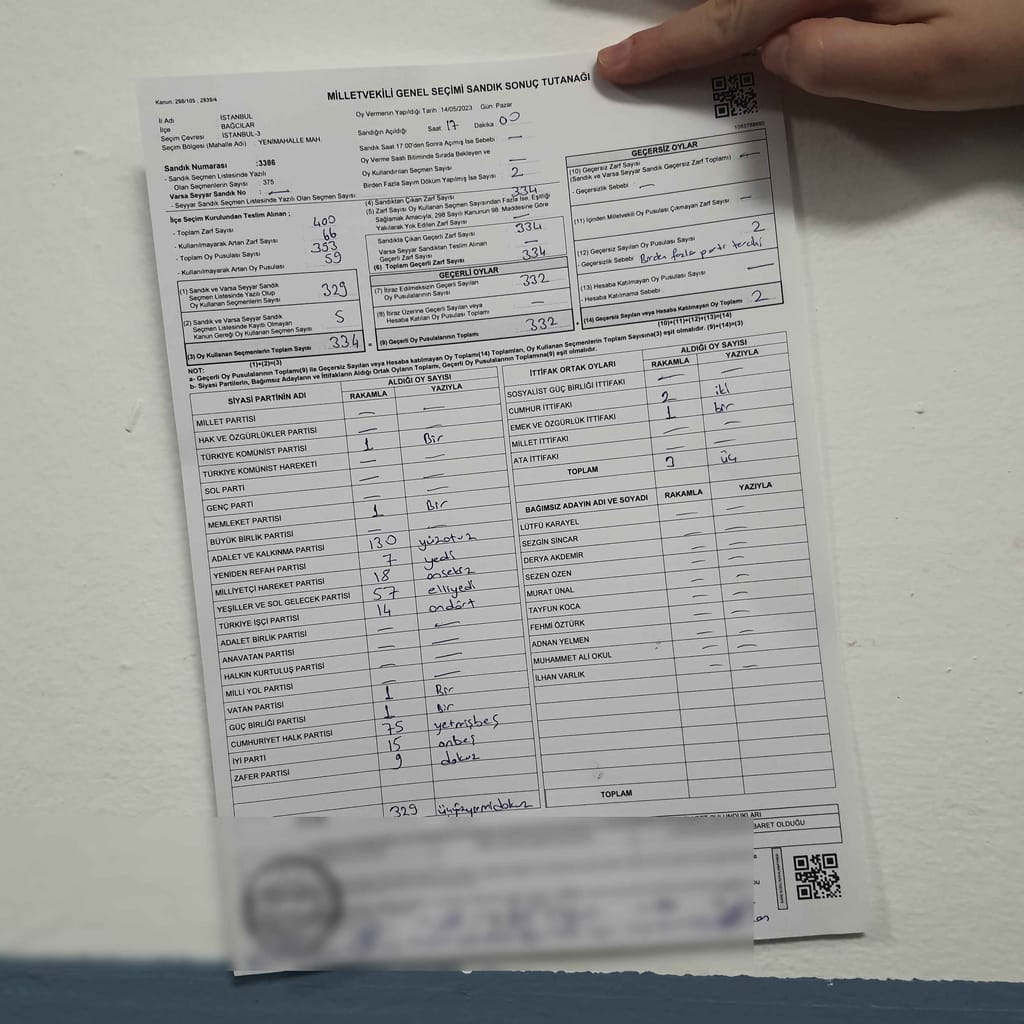 Kanun: 298/105 ; 2839/4
MİLLETVEKİLİ GENEL SEÇİMİ SANDIK SONUÇ TUTANAĞI
İl Adı İSTANBUL
İlçe BAĞCILAR
Seçim Çevresi İSTANBUL-3
Seçim Bölgesi (Mahalle Adı) : YENİMAHALLE MAH.
Sandık Numarası :3386
- Sandık Seçmen Listesinde Yazılı
Olan Seçmenlerin Sayısı : 375
Varsa Seyyar Sandık No : —
- Seyyar Sandık Seçmen Listesinde Yazılı Olan Seçmen Sayısı
Oy Vermenin Yapıldığı Tarih :14/05/2023 Gün: Pazar
Sandığın Açıldığı Saat 17 Dakika 00
Sandık Saat 17.00'den Sonra Açımış İse Sebebi —
Oy Verme Saati Bitiminde Sırada Bekleyen ve
Oy Kullandırılan Seçmen Sayısı —
Birden Fazla Sayım Döküm Yapılmış İse Sayısı 2
İlçe Seçim Kurulundan Teslim Alınan ;
- Toplam Zarf Sayısı 400
- Kullanılmayarak Artan Zarf Sayısı 66
- Toplam Oy Pusulası Sayısı 353
- Kullanılmayarak Artan Oy Pusulası 59
(4) Sandıktan Çıkan Zarf Sayısı 334
(5) Zarf Sayısı Oy Kullanan Seçmen Sayısından Fazla İse, Eşitliği
Sağlamak Amacıyla, 298 Sayılı Kanunun 98. Maddesine Göre
Yakılarak Yok Edilen Zarf Sayısı —
Sandıkta Çıkan Geçerli Zarf Sayısı 334
Varsa Seyyar Sandıktan Teslim Alınan
Geçerli Zarf Sayısı —
(6) Toplam Geçerli Zarf Sayısı 334
(1) Sandık ve Varsa Seyyar Sandık
Seçmen Listesinde Yazılı Olup
Oy Kullanan Seçmenlerin Sayısı 329
(2) Sandık ve Varsa Seyyar Sandık
Seçmen Listesinde Kayıtlı Olmayan
Kanun Gereği Oy Kullanan Seçmen Sayısı 5
(3) Oy Kullanan Seçmenlerin Toplam Sayısı 334
(1)+(2)=(3)
GEÇERLİ OYLAR
(7) İtiraz Edilmeksizin Geçerli Sayılan
Oy Pusulalarının Sayısı 332
(8) İtiraz Üzerine Geçerli Sayılan veya
Hesaba Katılan Oy Pusulası Toplamı —
(9) Geçerli Oy Pusulalarının Toplamı 332
1083788680
GEÇERSİZ OYLAR
(10) Geçersiz Zarf Sayısı
(Sandık ve Varsa Seyyar Sandık Geçersiz Zarf Toplamı) —
- Geçersizlik Sebebi : —
(11) İçinden Milletvekili Oy Pusulası Çıkmayan Zarf Sayısı —
(12) Geçersiz Sayılan Oy Pusulası Sayısı 2
- Geçersizlik Sebebi Birden fazla parti tercihi
(13) Hesaba Katılmayan Oy Pusulası Sayısı —
- Hesaba Katılmama Sebebi
(14) Geçersiz Sayılan veya Hesaba Katılmayan Oy Toplamı 2
(10)+(11)+(12)+(13)=(14)
NOT:
a- Geçerli Oy Pusulalarının Toplamı(9) ile Geçersiz Sayılan veya Hesaba katılmayan Oy Toplamı(14) Toplamları, Oy Kullanan Seçmenlerin Toplam Sayısına(3) eşit olmalıdır. (9)+(14)=(3)
b- Siyasi Partilerin, Bağımsız Adayların ve İttifakların Aldığı Ortak Oyların Toplamı, Geçerli Oy Pusulalarının Toplamına(9) eşit olmalıdır.
SİYASİ PARTİNİN ADI ALDIĞI OY SAYISI
RAKAMLA YAZIYLA
MİLLET PARTİSİ — —
HAK VE ÖZGÜRLÜKLER PARTİSİ —
TÜRKİYE KOMÜNİST PARTİSİ 1 Bir
TÜRKİYE KOMÜNİST HAREKETİ — —
SOL PARTİ — —
GENÇ PARTİ — —
MEMLEKET PARTİSİ 1 Bir
BÜYÜK BİRLİK PARTİSİ — —
ADALET VE KALKINMA PARTİSİ 130 yüzotuz
YENİDEN REFAH PARTİSİ 7 yedi
MİLLİYETÇİ HAREKET PARTİSİ 18 onsekiz
YEŞİLLER VE SOL GELECEK PARTİSİ 57 elliyedi
TÜRKİYE İŞÇİ PARTİSİ 14 ondört
ADALET BİRLİK PARTİSİ — —
ANAVATAN PARTİSİ — —
HALKIN KURTULUŞ PARTİSİ — —
MİLLİ YOL PARTİSİ — —
VATAN PARTİSİ 1 Bir
GÜÇ BİRLİĞİ PARTİSİ 1 Bir
CUMHURİYET HALK PARTİSİ 75 yetmişbeş
İYİ PARTİ 15 onbeş
ZAFER PARTİSİ 9 dokuz
329 üçyüzyirmidokuz
İTTİFAK ORTAK OYLARI ALDIĞI OY SAYISI
RAKAMLA YAZIYLA
SOSYALİST GÜÇ BİRLİĞİ İTTİFAKI — —
CUMHUR İTTİFAKI 2 iki
EMEK VE ÖZGÜRLÜK İTTİFAKI 1 bir
MİLLET İTTİFAKI — —
ATA İTTİFAKI — —
TOPLAM 3 üç
BAĞIMSIZ ADAYIN ADI VE SOYADI RAKAMLA YAZIYLA
LÜTFÜ KARAYEL — —
SEZGİN SİNCAR — —
DERYA AKDEMİR — —
SEZEN ÖZEN — —
MURAT ÜNAL — —
TAYFUN KOCA — —
FEHMİ ÖZTÜRK — —
ADNAN YELMEN — —
MUHAMMET ALİ OKUL — —
İLHAN VARLIK — —
TOPLAM
BARET OLDUĞU